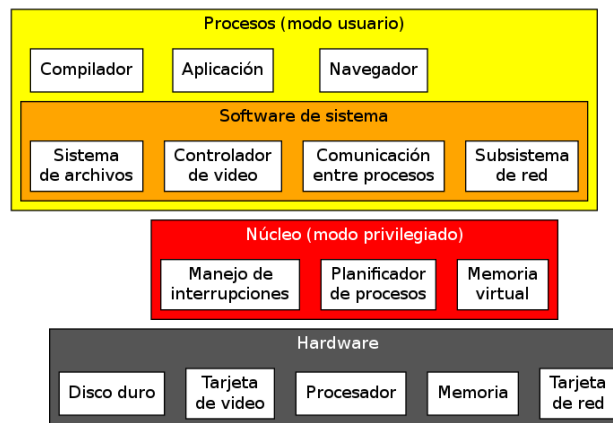 Procesos (modo usuario)
Compilador
Aplicación
Navegador
Software de sistema
Sistema
de archivos
Controlador
de video
Comunicación
entre procesos
Subsistema
de red
Núcleo (modo privilegiado)
Manejo de
interrupciones
Planificador
de procesos
Memoria
virtual
Hardware
Disco duro
Tarjeta
de video
Procesador
Memoria
Tarjeta
de red